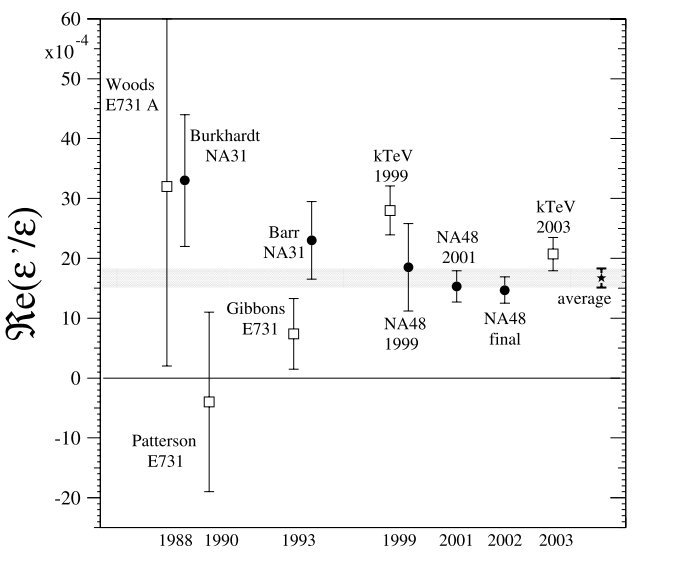 60
x10 -4
50
40
30
20
10
0
-10
-20
ℜe(ε'/ε)
Woods
E731 A
Burkhardt
NA31
Patterson
E731
Barr
NA31
Gibbons
E731
kTeV
1999
NA48
1999
NA48
2001
NA48
final
kTeV
2003
average
1988 1990 1993 1999 2001 2002 2003